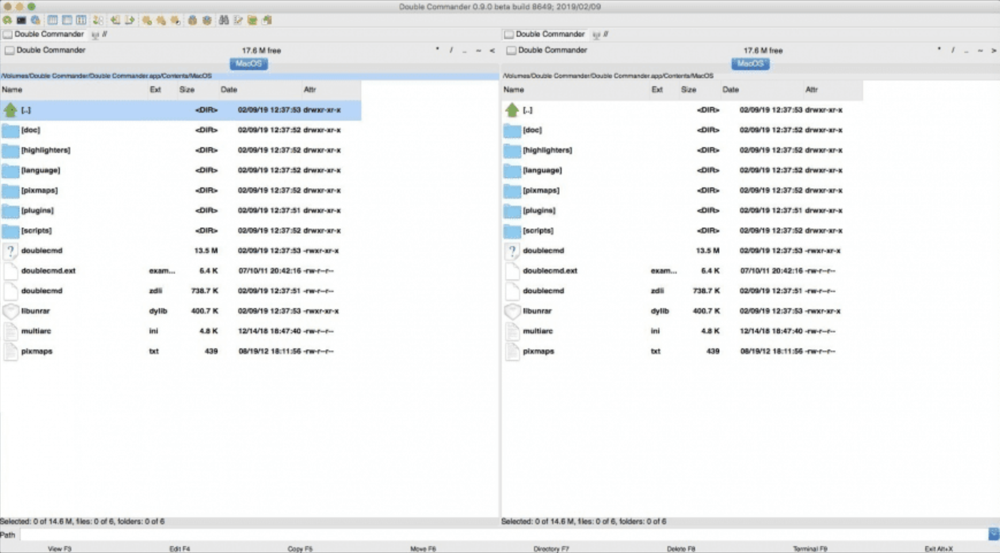 Double Commander 0.9.0 beta build 8649; 2019/02/09
Double Commander //
Double Commander 17.6 M free * / .. ~ <
MacOS
/Volumes/Double Commander/Double Commander.app/Contents/MacOS
Name Ext Size Date Attr
[..] <DIR> 02/09/19 12:37:53 drwxr-xr-x
[doc] <DIR> 02/09/19 12:37:52 drwxr-xr-x
[highlighters] <DIR> 02/09/19 12:37:52 drwxr-xr-x
[language] <DIR> 02/09/19 12:37:52 drwxr-xr-x
[pixmaps] <DIR> 02/09/19 12:37:52 drwxr-xr-x
[plugins] <DIR> 02/09/19 12:37:51 drwxr-xr-x
[scripts] <DIR> 02/09/19 12:37:52 drwxr-xr-x
doublecmd 13.5 M 02/09/19 12:37:53 -rwxr-xr-x
doublecmd.ext exam... 6.4 K 07/10/11 20:42:16 -rw-r--r--
doublecmd zdli 738.7 K 02/09/19 12:37:51 -rw-r--r--
libunrar dylib 400.7 K 02/09/19 12:37:53 -rwxr-xr-x
multiarc ini 4.8 K 12/14/18 18:47:40 -rw-r--r--
pixmaps txt 439 08/19/12 18:11:56 -rw-r--r--
Selected: 0 of 14.6 M, files: 0 of 6, folders: 0 of 6
Double Commander //
Double Commander 17.6 M free * / .. ~ >
MacOS
/Volumes/Double Commander/Double Commander.app/Contents/MacOS
Name Ext Size Date Attr
[..] <DIR> 02/09/19 12:37:53 drwxr-xr-x
[doc] <DIR> 02/09/19 12:37:52 drwxr-xr-x
[highlighters] <DIR> 02/09/19 12:37:52 drwxr-xr-x
[language] <DIR> 02/09/19 12:37:52 drwxr-xr-x
[pixmaps] <DIR> 02/09/19 12:37:52 drwxr-xr-x
[plugins] <DIR> 02/09/19 12:37:51 drwxr-xr-x
[scripts] <DIR> 02/09/19 12:37:52 drwxr-xr-x
doublecmd 13.5 M 02/09/19 12:37:53 -rwxr-xr-x
doublecmd.ext exam... 6.4 K 07/10/11 20:42:16 -rw-r--r--
doublecmd zdli 738.7 K 02/09/19 12:37:51 -rw-r--r--
libunrar dylib 400.7 K 02/09/19 12:37:53 -rwxr-xr-x
multiarc ini 4.8 K 12/14/18 18:47:40 -rw-r--r--
pixmaps txt 439 08/19/12 18:11:56 -rw-r--r--
Selected: 0 of 14.6 M, files: 0 of 6, folders: 0 of 6
Path
View F3 Edit F4 Copy F5 Move F6 Directory F7 Delete F8 Terminal F9 Exit Alt+X